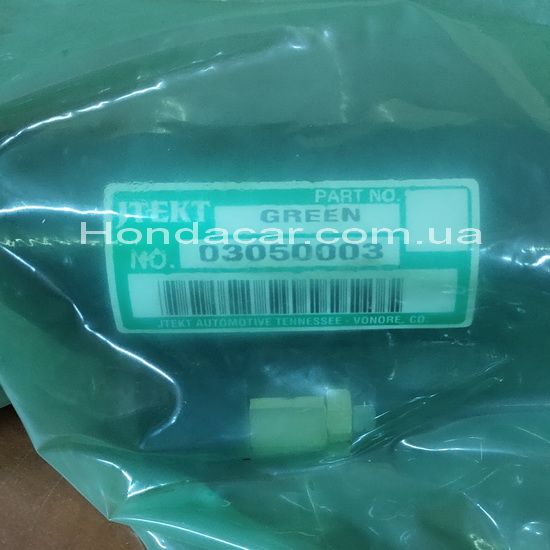 JTEKT PART NO.
GREEN
Hondacar.com.ua
NO. 03050003
JTEKT AUTOMOTIVE TENNESSEE - VONORE, CO.